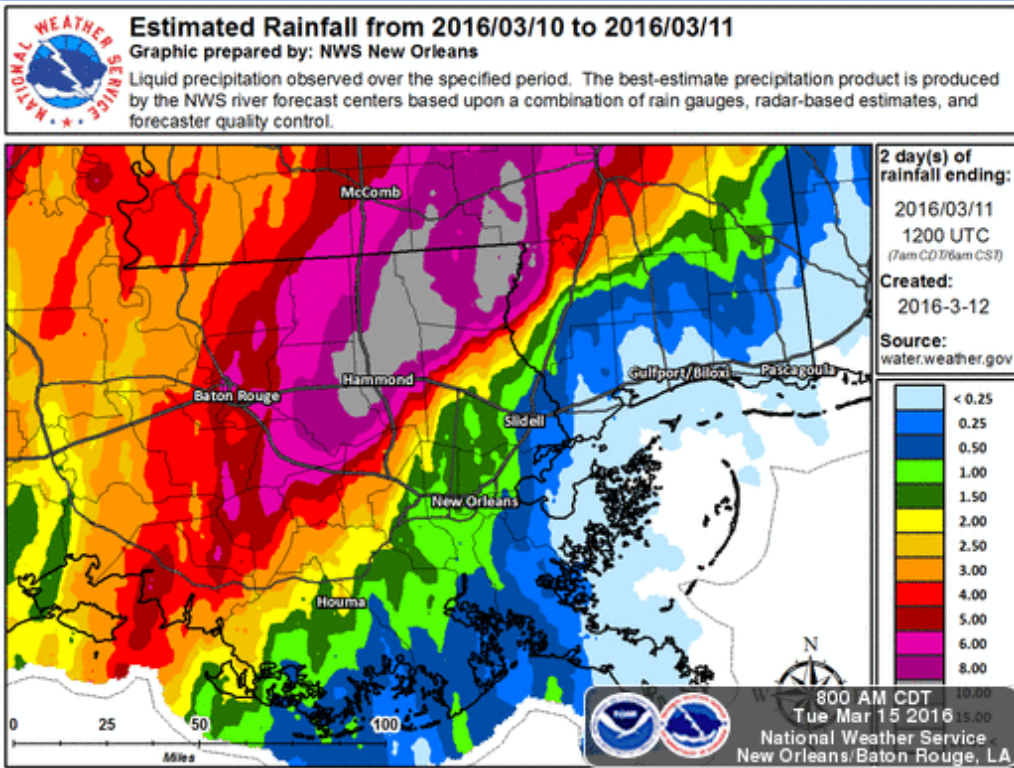 NATIONAL WEATHER SERVICE
Estimated Rainfall from 2016/03/10 to 2016/03/11
Graphic prepared by: NWS New Orleans
Liquid precipitation observed over the specified period. The best-estimate precipitation product is produced
by the NWS river forecast centers based upon a combination of rain gauges, radar-based estimates, and
forecaster quality control.
2 day(s) of
rainfall ending:
2016/03/11
1200 UTC
(7am CDT/6am CST)
Created:
2016-3-12
Source:
water.weather.gov
McComb
Hammond
Baton Rouge
Gulfport/Biloxi
Pascagoula
Slidell
New Orleans
Houma
< 0.25
0.25
0.50
1.00
1.50
2.00
2.50
3.00
4.00
5.00
6.00
8.00
10.00
15.00
N
W
0 25 50 100
Miles
800 AM CDT
Tue Mar 15 2016
National Weather Service
New Orleans/Baton Rouge, LA